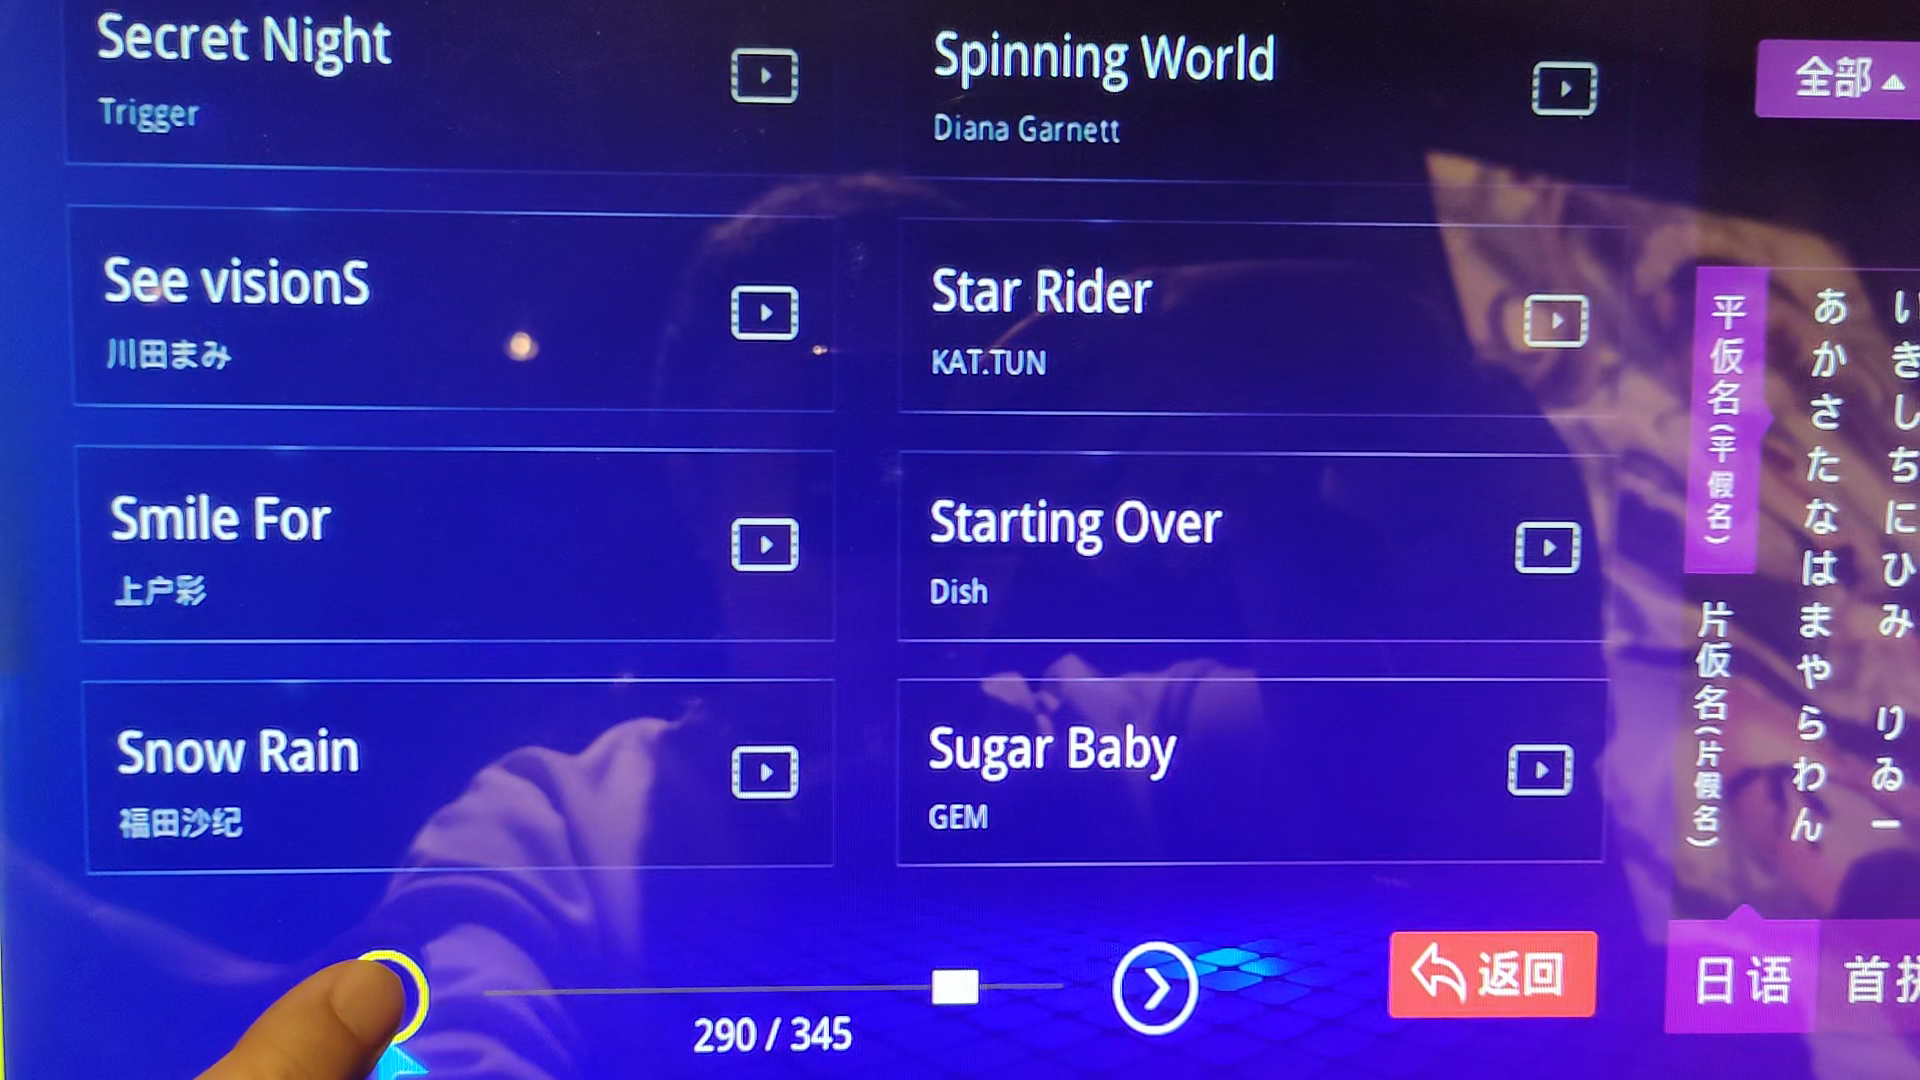 Secret Night
Trigger
Spinning World
Diana Garnett
See visionS
川田まみ
Star Rider
KAT.TUN
Smile For
上户彩
Starting Over
Dish
Snow Rain
福田沙纪
Sugar Baby
GEM
290 / 345
返回
全部
平仮名(平假名)
片仮名(片假名)
あかさたなはまやらわん
いきしちにひみ りゐー
日语
首拼